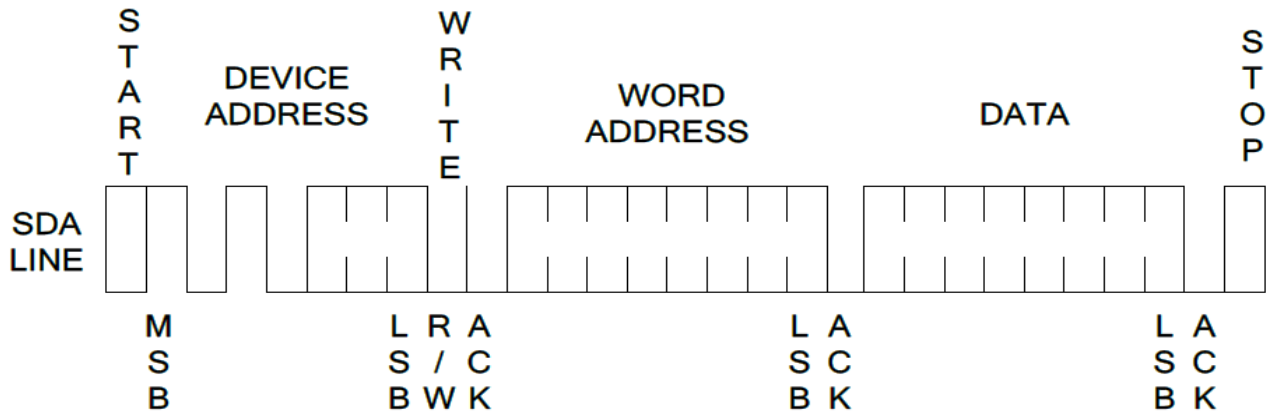 START
DEVICE
ADDRESS
WRITE
WORD
ADDRESS
DATA
STOP
SDA
LINE
MSB
LSB
R/W
ACK
LSB
ACK
LSB
ACK